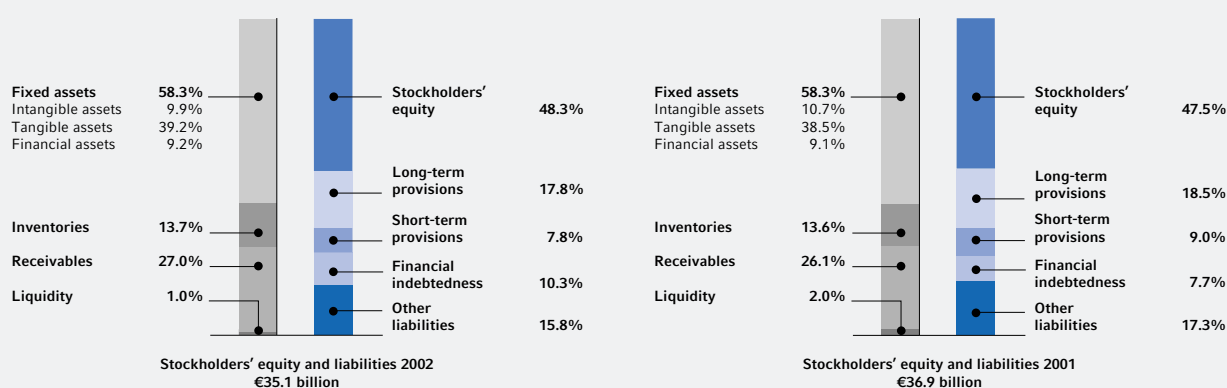 Fixed assets 58.3%
Intangible assets 9.9%
Tangible assets 39.2%
Financial assets 9.2%
Inventories 13.7%
Receivables 27.0%
Liquidity 1.0%
Stockholders'
equity 48.3%
Long-term
provisions 17.8%
Short-term
provisions 7.8%
Financial
indebtedness 10.3%
Other
liabilities 15.8%
Stockholders' equity and liabilities 2002
€35.1 billion
Fixed assets 58.3%
Intangible assets 10.7%
Tangible assets 38.5%
Financial assets 9.1%
Inventories 13.6%
Receivables 26.1%
Liquidity 2.0%
Stockholders'
equity 47.5%
Long-term
provisions 18.5%
Short-term
provisions 9.0%
Financial
indebtedness 7.7%
Other
liabilities 17.3%
Stockholders' equity and liabilities 2001
€36.9 billion